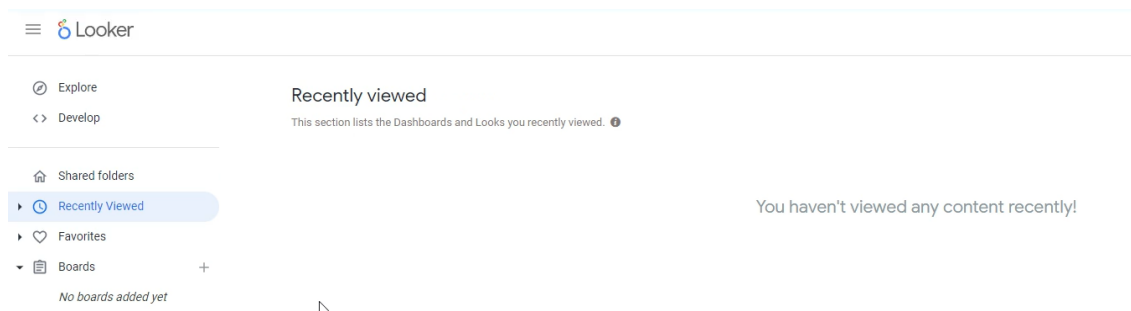 Looker
Explore
Develop
Shared folders
Recently Viewed
Favorites
Boards
No boards added yet
Recently viewed
This section lists the Dashboards and Looks you recently viewed.
You haven't viewed any content recently!